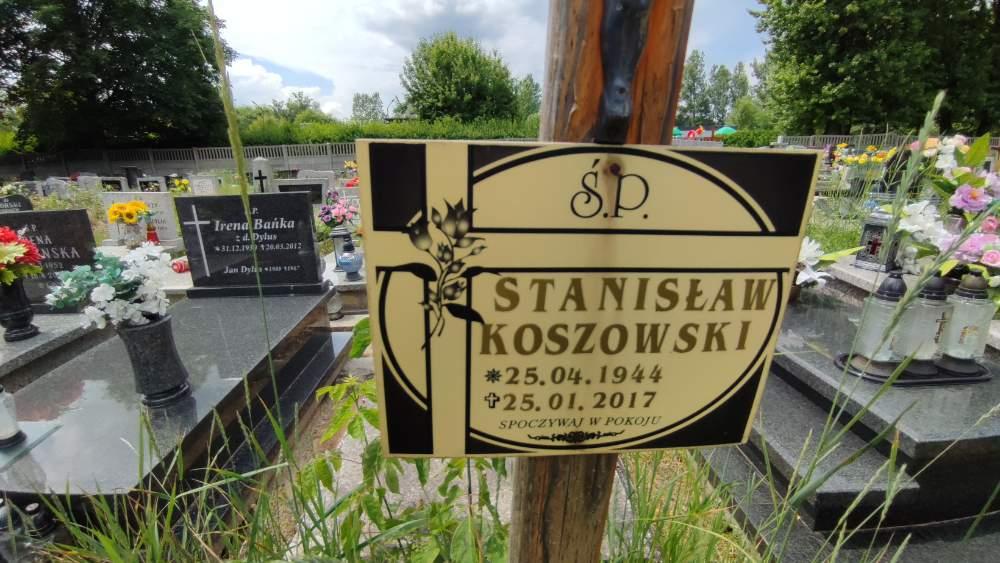 Ś.P.
STANISŁAW
KOSZOWSKI
* 25.04.1944
✝ 25.01.2017
SPOCZYWAJ W POKOJU
Ś.P.
Irena Bańka
z d. Dylus
*31.12.1959 ✝20.03.2012
Jan Dylus